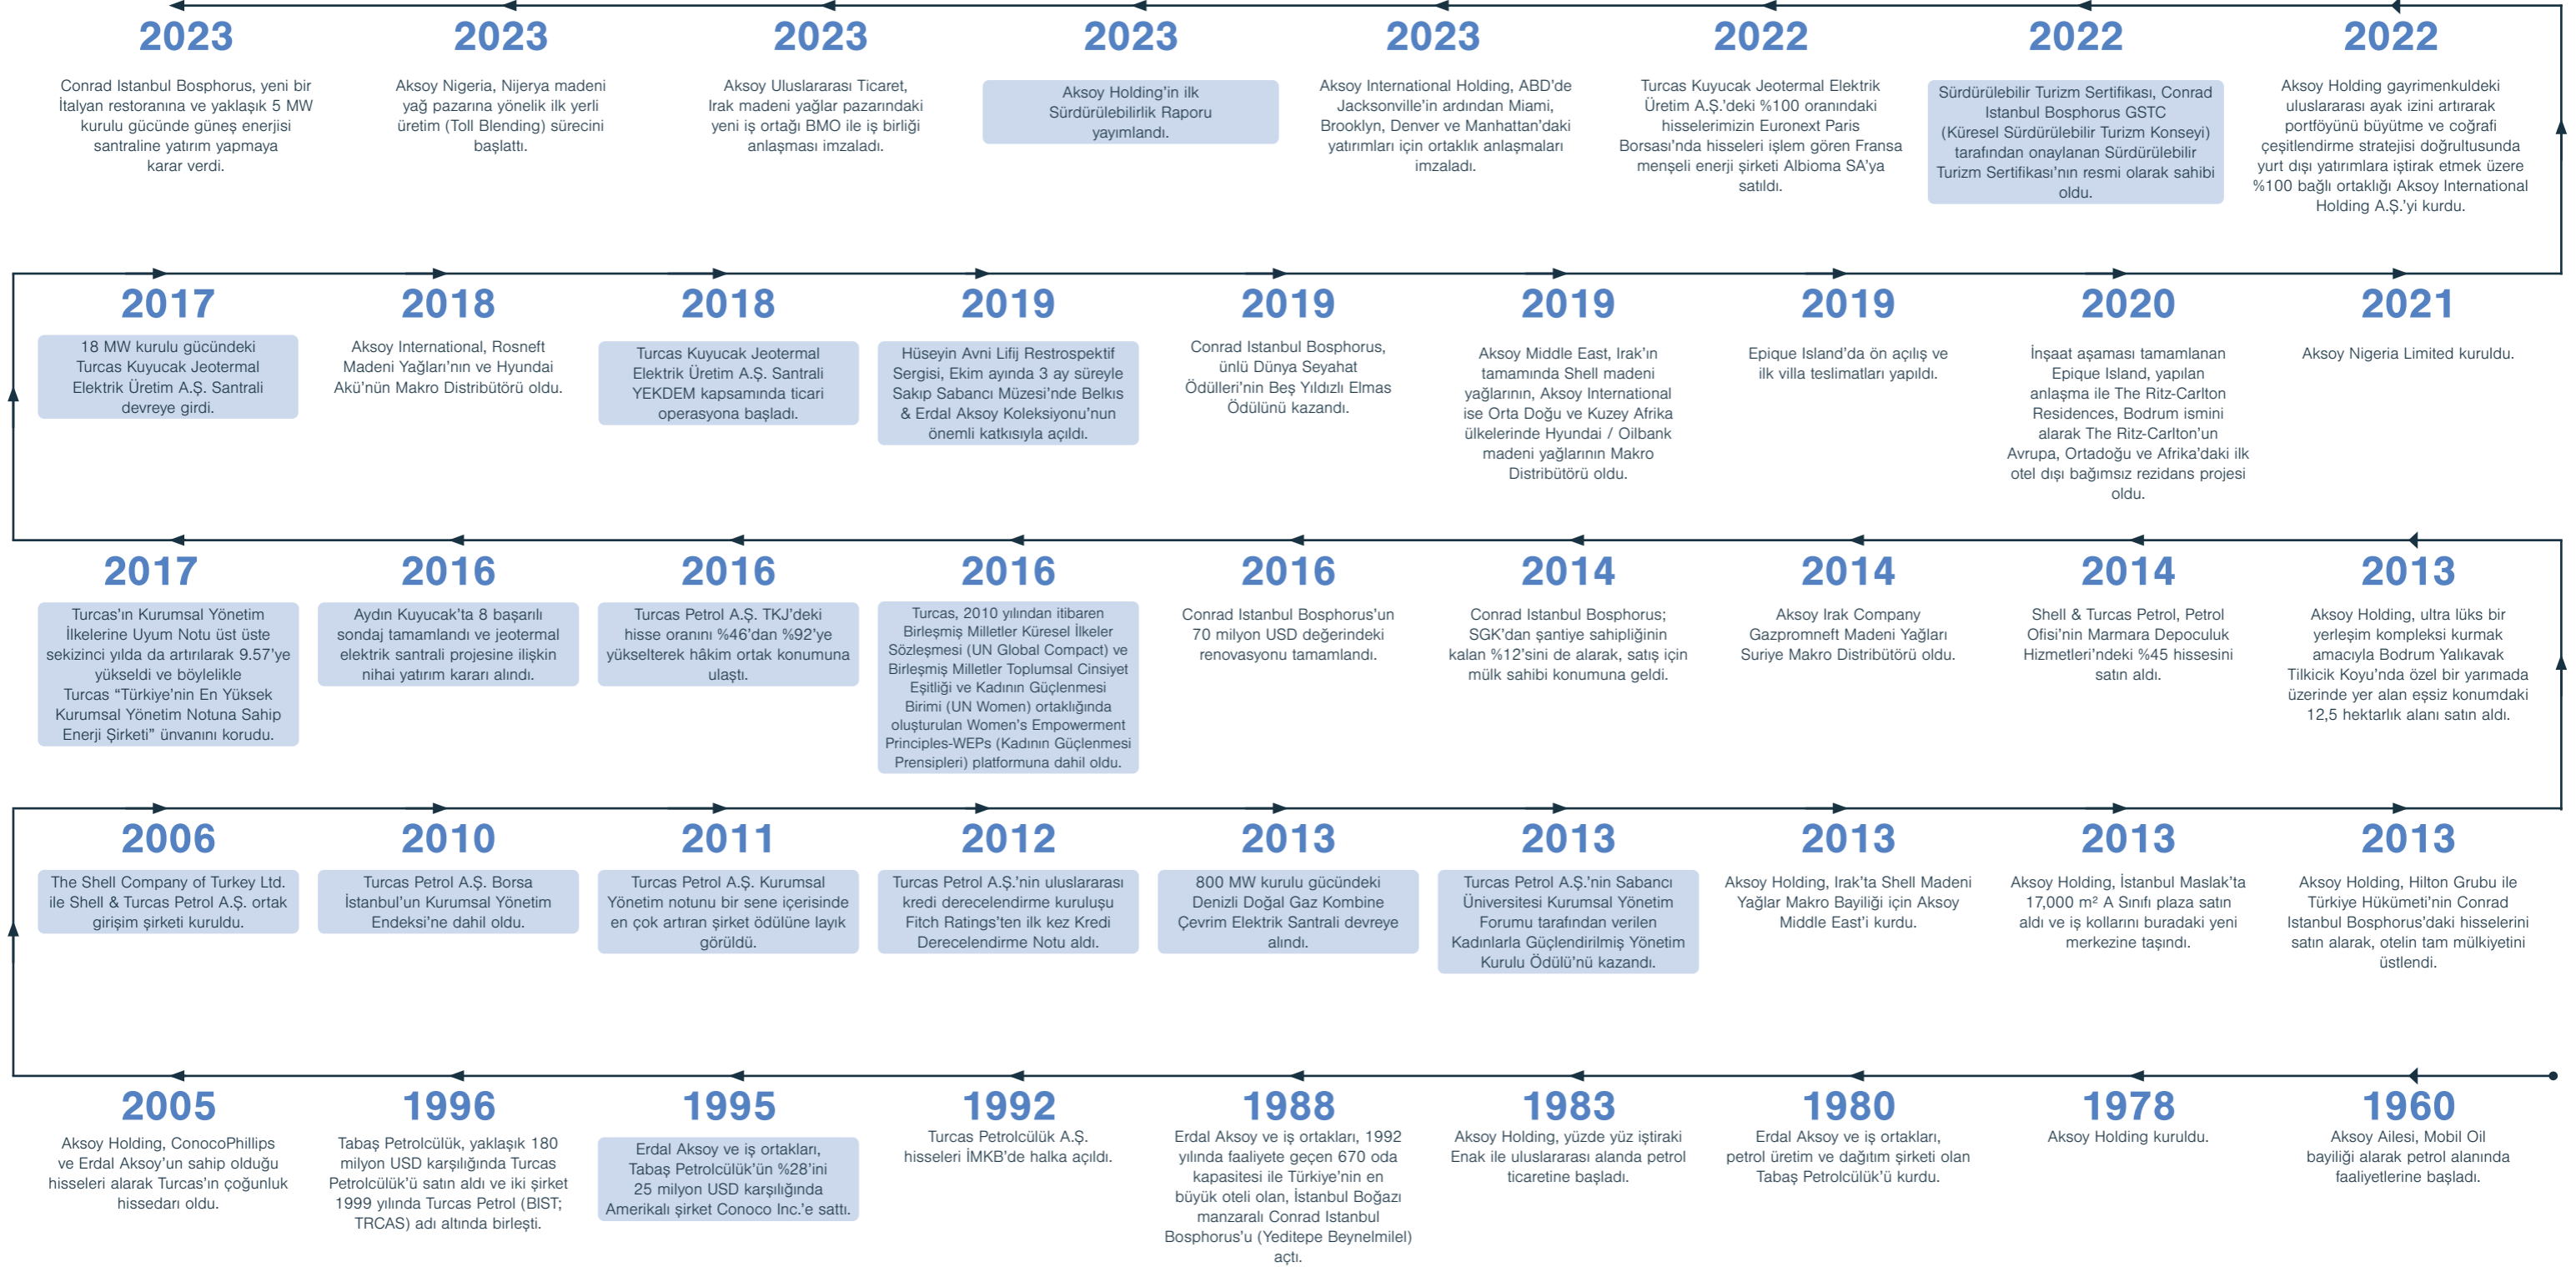 2023
Conrad Istanbul Bosphorus, yeni bir
İtalyan restoranına ve yaklaşık 5 MW
kurulu gücünde güneş enerjisi
santraline yatırım yapmaya
karar verdi.
2023
Aksoy Nigeria, Nijerya madeni
yağ pazarına yönelik ilk yerli
üretim (Toll Blending) sürecini
başlattı.
2023
Aksoy Uluslararası Ticaret,
Irak madeni yağlar pazarındaki
yeni iş ortağı BMO ile iş birliği
anlaşması imzaladı.
2023
Aksoy Holding'in ilk
Sürdürülebilirlik Raporu
yayımlandı.
2023
Aksoy International Holding, ABD'de
Jacksonville'in ardından Miami,
Brooklyn, Denver ve Manhattan'daki
yatırımları için ortaklık anlaşmaları
imzaladı.
2022
Turcas Kuyucak Jeotermal Elektrik
Üretim A.Ş.'deki %100 oranındaki
hisselerimizin Euronext Paris
Borsası'nda hisseleri işlem gören Fransa
menşeli enerji şirketi Albioma SA'ya
satıldı.
2022
Sürdürülebilir Turizm Sertifikası, Conrad
Istanbul Bosphorus GSTC
(Küresel Sürdürülebilir Turizm Konseyi)
tarafından onaylanan Sürdürülebilir
Turizm Sertifikası'nın resmi olarak sahibi
oldu.
2022
Aksoy Holding gayrimenkuldeki
uluslararası ayak izini artırarak
portföyünü büyütme ve coğrafi
çeşitlendirme stratejisi doğrultusunda
yurt dışı yatırımlara iştirak etmek üzere
%100 bağlı ortaklığı Aksoy International
Holding A.Ş.'yi kurdu.
2017
18 MW kurulu gücündeki
Turcas Kuyucak Jeotermal
Elektrik Üretim A.Ş. Santrali
devreye girdi.
2018
Aksoy International, Rosneft
Madeni Yağları'nın ve Hyundai
Akü'nün Makro Distribütörü oldu.
2018
Turcas Kuyucak Jeotermal
Elektrik Üretim A.Ş. Santrali
YEKDEM kapsamında ticari
operasyona başladı.
2019
Hüseyin Avni Lifij Restrospektif
Sergisi, Ekim ayında 3 ay süreyle
Sakıp Sabancı Müzesi'nde Belkıs
& Erdal Aksoy Koleksiyonu'nun
önemli katkısıyla açıldı.
2019
Conrad Istanbul Bosphorus,
ünlü Dünya Seyahat
Ödülleri'nin Beş Yıldızlı Elmas
Ödülünü kazandı.
2019
Aksoy Middle East, Irak'ın
tamamında Shell madeni
yağlarının, Aksoy International
ise Orta Doğu ve Kuzey Afrika
ülkelerinde Hyundai / Oilbank
madeni yağlarının Makro
Distribütörü oldu.
2019
Epique Island'da ön açılış ve
ilk villa teslimatları yapıldı.
2020
İnşaat aşaması tamamlanan
Epique Island, yapılan
anlaşma ile The Ritz-Carlton
Residences, Bodrum ismini
alarak The Ritz-Carlton'un
Avrupa, Ortadoğu ve Afrika'daki ilk
otel dışı bağımsız rezidans projesi
oldu.
2021
Aksoy Nigeria Limited kuruldu.
2017
Turcas'ın Kurumsal Yönetim
İlkelerine Uyum Notu üst üste
sekizinci yılda da artırılarak 9.57'ye
yükseldi ve böylelikle
Turcas “Türkiye'nin En Yüksek
Kurumsal Yönetim Notuna Sahip
Enerji Şirketi” ünvanını korudu.
2016
Aydın Kuyucak'ta 8 başarılı
sondaj tamamlandı ve jeotermal
elektrik santrali projesine ilişkin
nihai yatırım kararı alındı.
2016
Turcas Petrol A.Ş. TKJ'deki
hisse oranını %46'dan %92'ye
yükselterek hâkim ortak konumuna
ulaştı.
2016
Turcas, 2010 yılından itibaren
Birleşmiş Milletler Küresel İlkeler
Sözleşmesi (UN Global Compact) ve
Birleşmiş Milletler Toplumsal Cinsiyet
Eşitliği ve Kadının Güçlenmesi
Birimi (UN Women) ortaklığında
oluşturulan Women's Empowerment
Principles-WEPs (Kadının Güçlenmesi
Prensipleri) platformuna dahil oldu.
2016
Conrad Istanbul Bosphorus'un
70 milyon USD değerindeki
renovasyonu tamamlandı.
2014
Conrad Istanbul Bosphorus;
SGK'dan şantiye sahipliğinin
kalan %12'sini de alarak, satış için
mülk sahibi konumuna geldi.
2014
Aksoy Irak Company
Gazpromneft Madeni Yağları
Suriye Makro Distribütörü oldu.
2014
Shell & Turcas Petrol, Petrol
Ofisi'nin Marmara Depoculuk
Hizmetleri'ndeki %45 hissesini
satın aldı.
2013
Aksoy Holding, ultra lüks bir
yerleşim kompleksi kurmak
amacıyla Bodrum Yalıkavak
Tilkicik Koyu'nda özel bir yarımada
üzerinde yer alan eşsiz konumdaki
12,5 hektarlık alanı satın aldı.
2006
The Shell Company of Turkey Ltd.
ile Shell & Turcas Petrol A.Ş. ortak
girişim şirketi kuruldu.
2010
Turcas Petrol A.Ş. Borsa
İstanbul'un Kurumsal Yönetim
Endeksi'ne dahil oldu.
2011
Turcas Petrol A.Ş. Kurumsal
Yönetim notunu bir sene içerisinde
en çok artıran şirket ödülüne layık
görüldü.
2012
Turcas Petrol A.Ş.'nin uluslararası
kredi derecelendirme kuruluşu
Fitch Ratings'ten ilk kez Kredi
Derecelendirme Notu aldı.
2013
800 MW kurulu gücündeki
Denizli Doğal Gaz Kombine
Çevrim Elektrik Santrali devreye
alındı.
2013
Turcas Petrol A.Ş.'nin Sabancı
Üniversitesi Kurumsal Yönetim
Forumu tarafından verilen
Kadınlarla Güçlendirilmiş Yönetim
Kurulu Ödülü'nü kazandı.
2013
Aksoy Holding, Irak'ta Shell Madeni
Yağlar Makro Bayiliği için Aksoy
Middle East'i kurdu.
2013
Aksoy Holding, İstanbul Maslak'ta
17,000 m² A Sınıfı plaza satın
aldı ve iş kollarını buradaki yeni
merkezine taşındı.
2013
Aksoy Holding, Hilton Grubu ile
Türkiye Hükümeti'nin Conrad
Istanbul Bosphorus'daki hisselerini
satın alarak, otelin tam mülkiyetini
üstlendi.
2005
Aksoy Holding, ConocoPhillips
ve Erdal Aksoy'un sahip olduğu
hisseleri alarak Turcas'ın çoğunluk
hissedarı oldu.
1996
Tabaş Petrolcülük, yaklaşık 180
milyon USD karşılığında Turcas
Petrolcülük'ü satın aldı ve iki şirket
1999 yılında Turcas Petrol (BIST;
TRCAS) adı altında birleşti.
1995
Erdal Aksoy ve iş ortakları,
Tabaş Petrolcülük'ün %28'ini
25 milyon USD karşılığında
Amerikalı şirket Conoco Inc.'e sattı.
1992
Turcas Petrolcülük A.Ş.
hisseleri İMKB'de halka açıldı.
1988
Erdal Aksoy ve iş ortakları, 1992
yılında faaliyete geçen 670 oda
kapasitesi ile Türkiye'nin en
büyük oteli olan, İstanbul Boğazı
manzaralı Conrad Istanbul
Bosphorus'u (Yeditepe Beynelmilel)
açtı.
1983
Aksoy Holding, yüzde yüz iştiraki
Enak ile uluslararası alanda petrol
ticaretine başladı.
1980
Erdal Aksoy ve iş ortakları,
petrol üretim ve dağıtım şirketi olan
Tabaş Petrolcülük'ü kurdu.
1978
Aksoy Holding kuruldu.
1960
Aksoy Ailesi, Mobil Oil
bayiliği alarak petrol alanında
faaliyetlerine başladı.